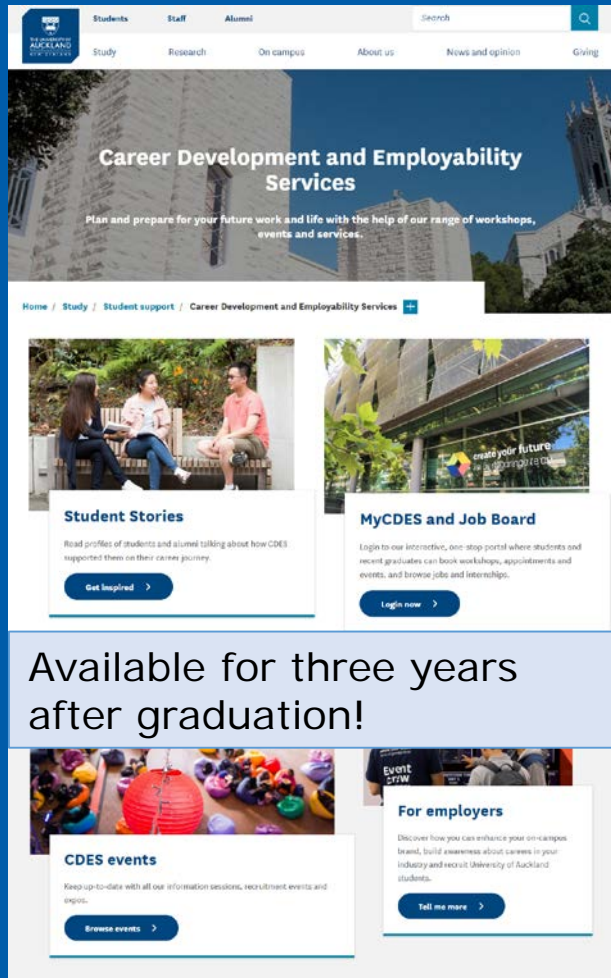 Students Staff Alumni Search
THE UNIVERSITY OF
AUCKLAND
NEW ZEALAND
Study Research On campus About us News and opinion Giving
Career Development and Employability
Services
Plan and prepare for your future work and life with the help of our range of workshops,
events and services.
Home / Study / Student support / Career Development and Employability Services +
Student Stories
Read profiles of students and alumni talking about how CDES
supported them on their career journey.
Get inspired >
create your future
MyCDES and Job Board
Login to our interactive, one-stop portal where students and
recent graduates can book workshops, appointments and
events, and browse jobs and internships.
Login now >
Available for three years
after graduation!
CDES events
Keep up-to-date with all our information sessions, recruitment events and
expos.
Browse events >
Event
crew
For employers
Discover how you can enhance your on-campus
brand, build awareness about careers in your
industry and recruit University of Auckland
students.
Tell me more >